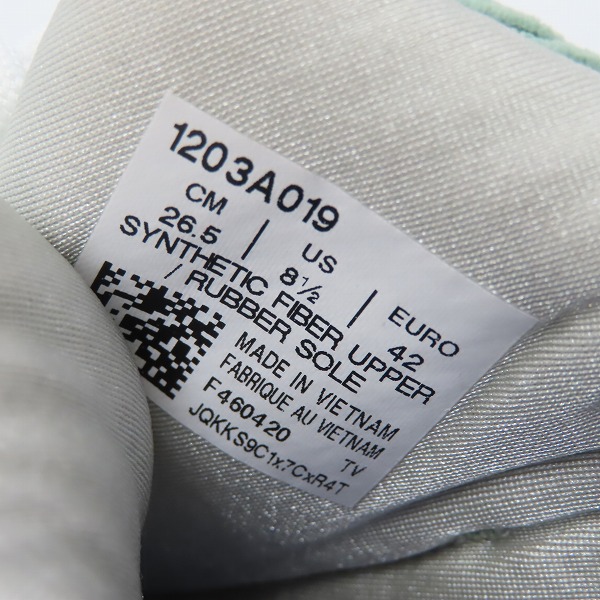 1203A019
CM | US | EURO
26.5 | 8½ | 42
SYNTHETIC FIBER UPPER
/ RUBBER SOLE
MADE IN VIETNAM
FABRIQUE AU VIETNAM
F460420 TV
JQKKS9C1x7CxR4T